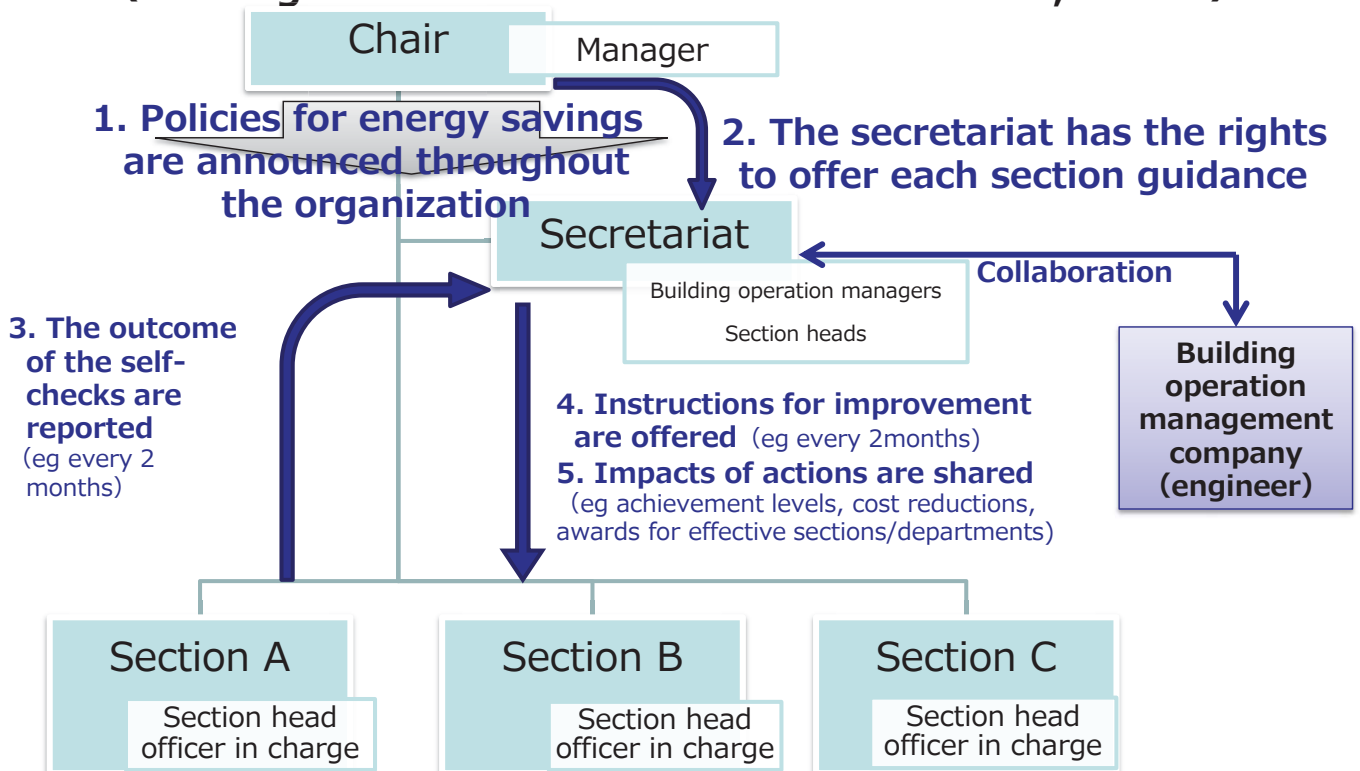 Chair
Manager
1. Policies for energy savings
are announced throughout
the organization
2. The secretariat has the rights
to offer each section guidance
Secretariat
Building operation managers
Section heads
Collaboration
Building
operation
management
company
(engineer)
3. The outcome
of the self-
checks are
reported
(eg every 2
months)
4. Instructions for improvement
are offered (eg every 2months)
5. Impacts of actions are shared
(eg achievement levels, cost reductions,
awards for effective sections/departments)
Section A
Section head
officer in charge
Section B
Section head
officer in charge
Section C
Section head
officer in charge